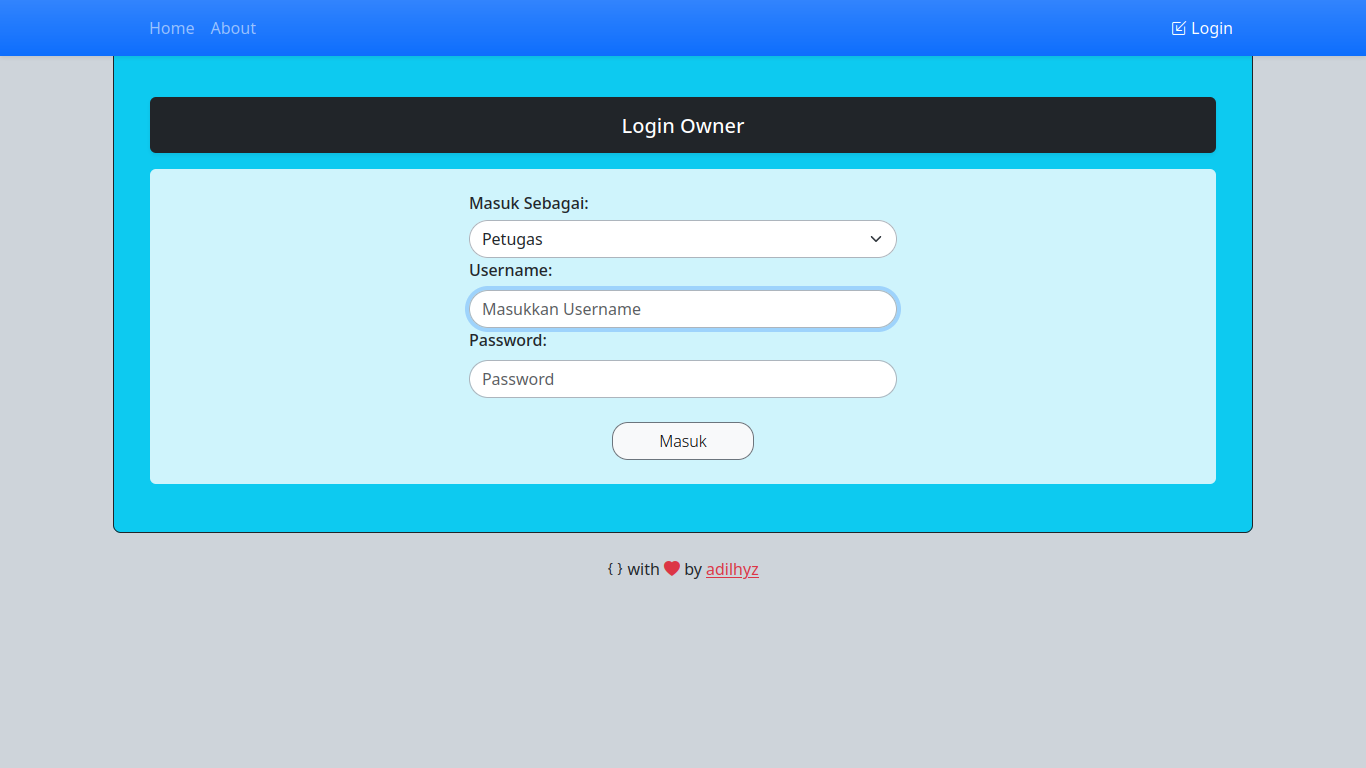 Home About Login
Login Owner
Masuk Sebagai:
Petugas
Username:
Masukkan Username
Password:
Password
Masuk
{ } with ❤ by adilhyz